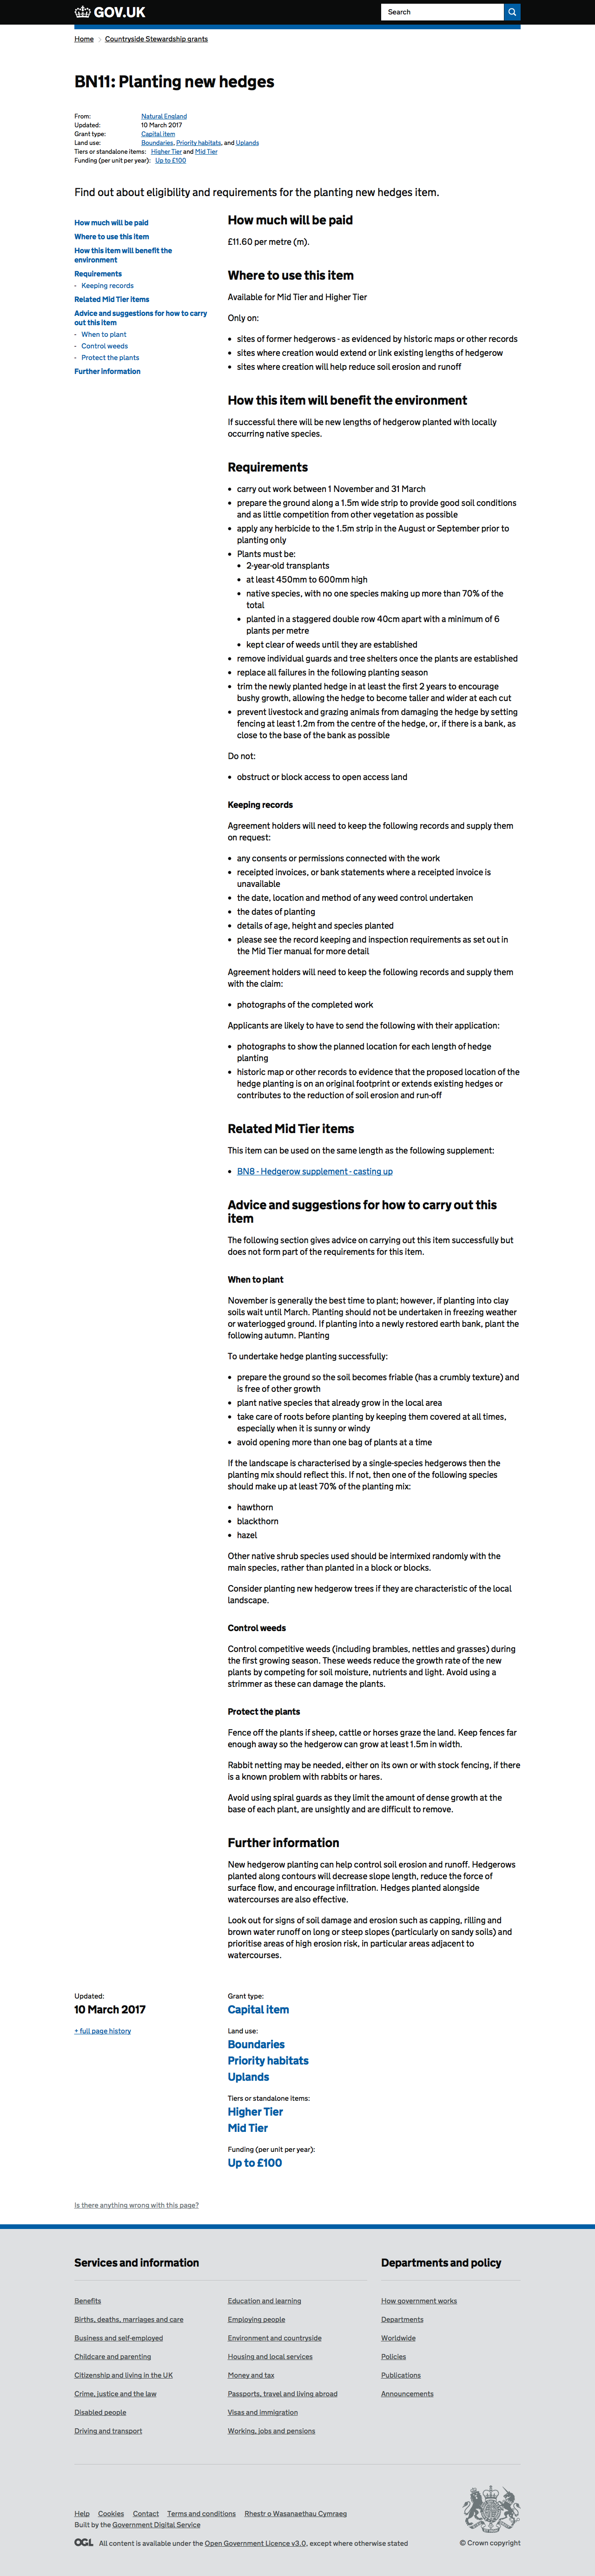 GOV.UK
Search
Home
Countryside Stewardship grants
BN11: Planting new hedges
From: Natural England
Updated: 10 March 2017
Grant type: Capital item
Land use: Boundaries, Priority habitats, and Uplands
Tiers or standalone items: Higher Tier and Mid Tier
Funding (per unit per year): Up to £100
Find out about eligibility and requirements for the planting new hedges item.
How much will be paid
Where to use this item
How this item will benefit the
environment
Requirements
- Keeping records
Related Mid Tier items
Advice and suggestions for how to carry
out this item
- When to plant
- Control weeds
- Protect the plants
Further information
How much will be paid
£11.60 per metre (m).
Where to use this item
Available for Mid Tier and Higher Tier
Only on:
• sites of former hedgerows - as evidenced by historic maps or other records
• sites where creation would extend or link existing lengths of hedgerow
• sites where creation will help reduce soil erosion and runoff
How this item will benefit the environment
If successful there will be new lengths of hedgerow planted with locally
occurring native species.
Requirements
• carry out work between 1 November and 31 March
• prepare the ground along a 1.5m wide strip to provide good soil conditions
and as little competition from other vegetation as possible
• apply any herbicide to the 1.5m strip in the August or September prior to
planting only
• Plants must be:
• 2-year-old transplants
• at least 450mm to 600mm high
• native species, with no one species making up more than 70% of the
total
• planted in a staggered double row 40cm apart with a minimum of 6
plants per metre
• kept clear of weeds until they are established
• remove individual guards and tree shelters once the plants are established
• replace all failures in the following planting season
• trim the newly planted hedge in at least the first 2 years to encourage
bushy growth, allowing the hedge to become taller and wider at each cut
• prevent livestock and grazing animals from damaging the hedge by setting
fencing at least 1.2m from the centre of the hedge, or, if there is a bank, as
close to the base of the bank as possible
Do not:
• obstruct or block access to open access land
Keeping records
Agreement holders will need to keep the following records and supply them
on request:
• any consents or permissions connected with the work
• receipted invoices, or bank statements where a receipted invoice is
unavailable
• the date, location and method of any weed control undertaken
• the dates of planting
• details of age, height and species planted
• please see the record keeping and inspection requirements as set out in
the Mid Tier manual for more detail
Agreement holders will need to keep the following records and supply them
with the claim:
• photographs of the completed work
Applicants are likely to have to send the following with their application:
• photographs to show the planned location for each length of hedge
planting
• historic map or other records to evidence that the proposed location of the
hedge planting is on an original footprint or extends existing hedges or
contributes to the reduction of soil erosion and run-off
Related Mid Tier items
This item can be used on the same length as the following supplement:
• BN8 - Hedgerow supplement - casting up
Advice and suggestions for how to carry out this
item
The following section gives advice on carrying out this item successfully but
does not form part of the requirements for this item.
When to plant
November is generally the best time to plant; however, if planting into clay
soils wait until March. Planting should not be undertaken in freezing weather
or waterlogged ground. If planting into a newly restored earth bank, plant the
following autumn. Planting
To undertake hedge planting successfully:
• prepare the ground so the soil becomes friable (has a crumbly texture) and
is free of other growth
• plant native species that already grow in the local area
• take care of roots before planting by keeping them covered at all times,
especially when it is sunny or windy
• avoid opening more than one bag of plants at a time
If the landscape is characterised by a single-species hedgerows then the
planting mix should reflect this. If not, then one of the following species
should make up at least 70% of the planting mix:
• hawthorn
• blackthorn
• hazel
Other native shrub species used should be intermixed randomly with the
main species, rather than planted in a block or blocks.
Consider planting new hedgerow trees if they are characteristic of the local
landscape.
Control weeds
Control competitive weeds (including brambles, nettles and grasses) during
the first growing season. These weeds reduce the growth rate of the new
plants by competing for soil moisture, nutrients and light. Avoid using a
strimmer as these can damage the plants.
Protect the plants
Fence off the plants if sheep, cattle or horses graze the land. Keep fences far
enough away so the hedgerow can grow at least 1.5m in width.
Rabbit netting may be needed, either on its own or with stock fencing, if there
is a known problem with rabbits or hares.
Avoid using spiral guards as they limit the amount of dense growth at the
base of each plant, are unsightly and are difficult to remove.
Further information
New hedgerow planting can help control soil erosion and runoff. Hedgerows
planted along contours will decrease slope length, reduce the force of
surface flow, and encourage infiltration. Hedges planted alongside
watercourses are also effective.
Look out for signs of soil damage and erosion such as capping, rilling and
brown water runoff on long or steep slopes (particularly on sandy soils) and
prioritise areas of high erosion risk, in particular areas adjacent to
watercourses.
Updated:
10 March 2017
+ full page history
Grant type:
Capital item
Land use:
Boundaries
Priority habitats
Uplands
Tiers or standalone items:
Higher Tier
Mid Tier
Funding (per unit per year):
Up to £100
Is there anything wrong with this page?
Services and information
Benefits
Births, deaths, marriages and care
Business and self-employed
Childcare and parenting
Citizenship and living in the UK
Crime, justice and the law
Disabled people
Driving and transport
Education and learning
Employing people
Environment and countryside
Housing and local services
Money and tax
Passports, travel and living abroad
Visas and immigration
Working, jobs and pensions
Departments and policy
How government works
Departments
Worldwide
Policies
Publications
Announcements
Help Cookies Contact Terms and conditions Rhestr o Wasanaethau Cymraeg
Built by the Government Digital Service
OGL All content is available under the Open Government Licence v3.0, except where otherwise stated
© Crown copyright